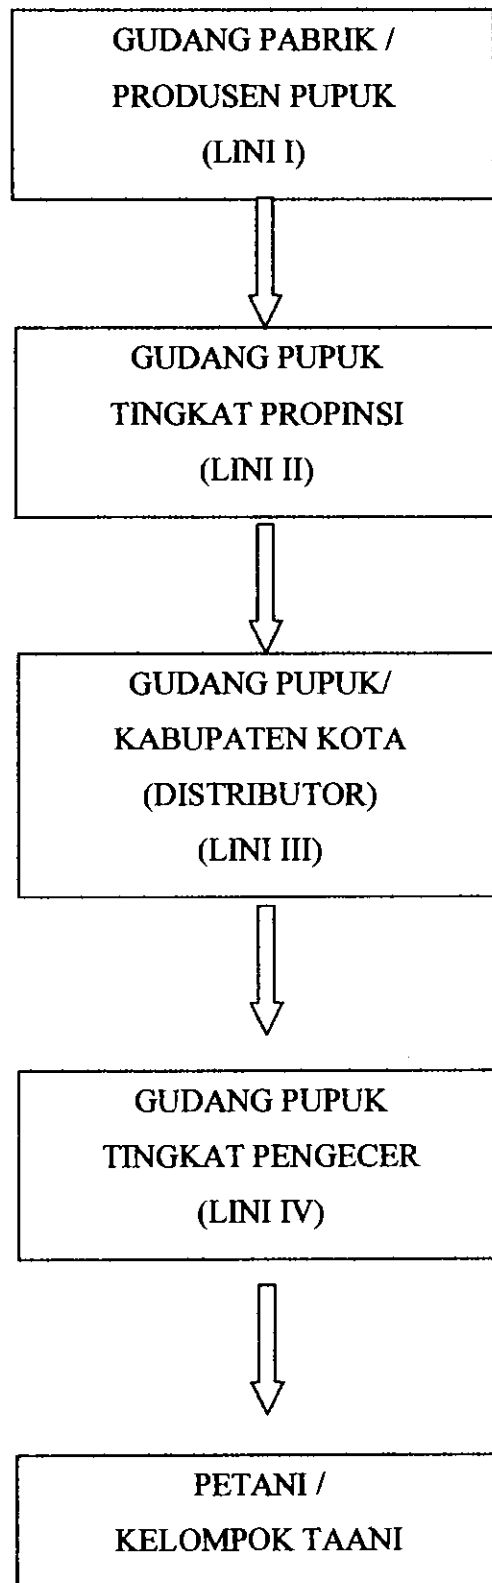 GUDANG PABRIK /
PRODUSEN PUPUK
(LINI I)
GUDANG PUPUK
TINGKAT PROPINSI
(LINI II)
GUDANG PUPUK/
KABUPATEN KOTA
(DISTRIBUTOR)
(LINI III)
GUDANG PUPUK
TINGKAT PENGECER
(LINI IV)
PETANI /
KELOMPOK TAANI